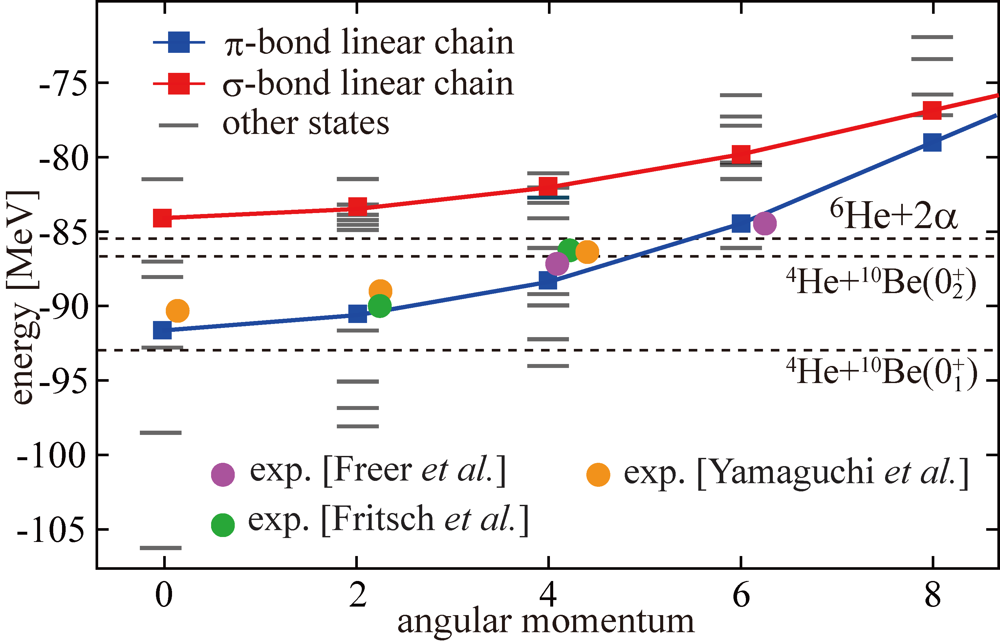 π-bond linear chain
σ-bond linear chain
other states
energy [MeV]
-75
-80
-85
-90
-95
-100
-105
⁶He+2α
⁴He+¹⁰Be(0₂⁺)
⁴He+¹⁰Be(0₁⁺)
exp. [Freer et al.]
exp. [Yamaguchi et al.]
exp. [Fritsch et al.]
0 2 4 6 8
angular momentum